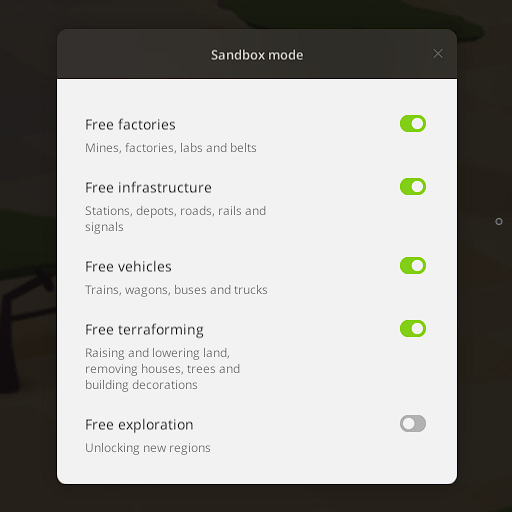 Sandbox mode
Free factories
Mines, factories, labs and belts
Free infrastructure
Stations, depots, roads, rails and
signals
Free vehicles
Trains, wagons, buses and trucks
Free terraforming
Raising and lowering land,
removing houses, trees and
building decorations
Free exploration
Unlocking new regions